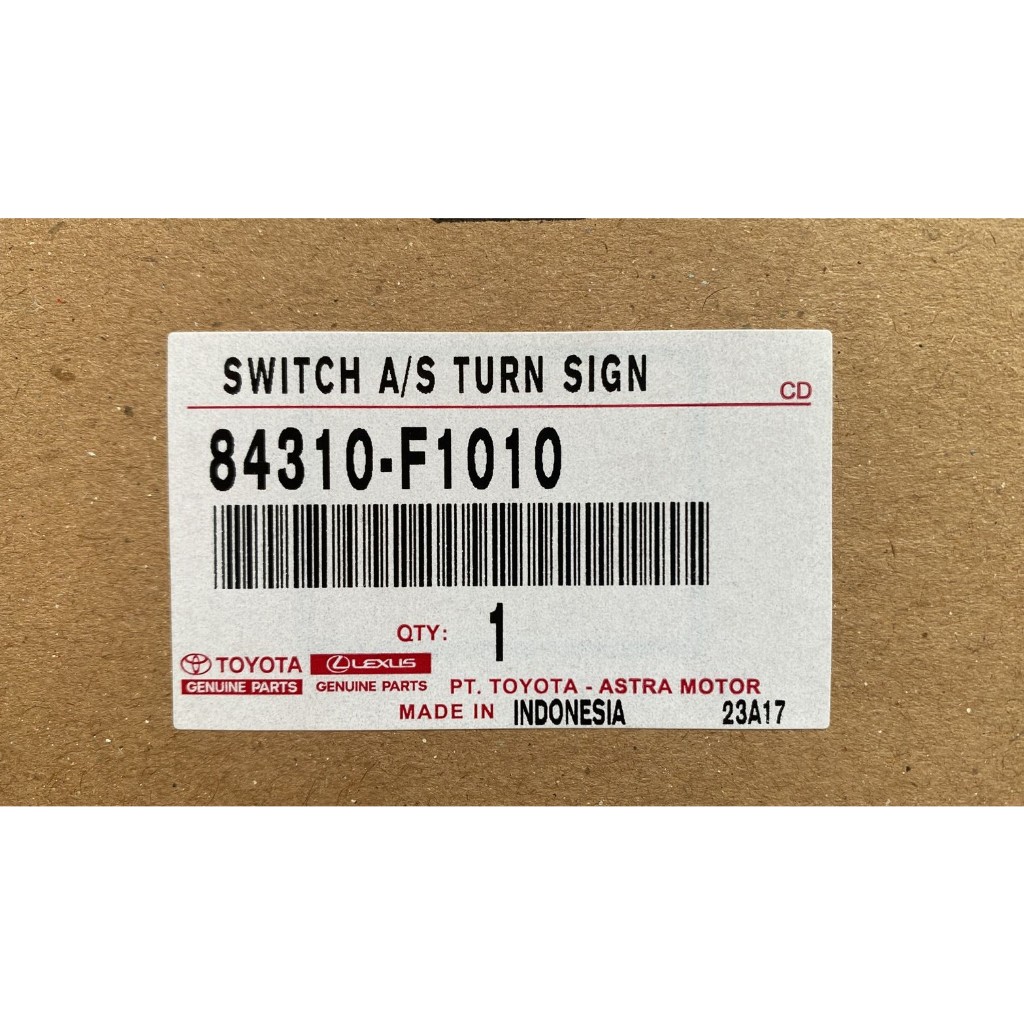 SWITCH A/S TURN SIGN
CD
84310-F1010
QTY: 1
TOYOTA LEXUS
GENUINE PARTS GENUINE PARTS PT. TOYOTA - ASTRA MOTOR
MADE IN INDONESIA 23A17